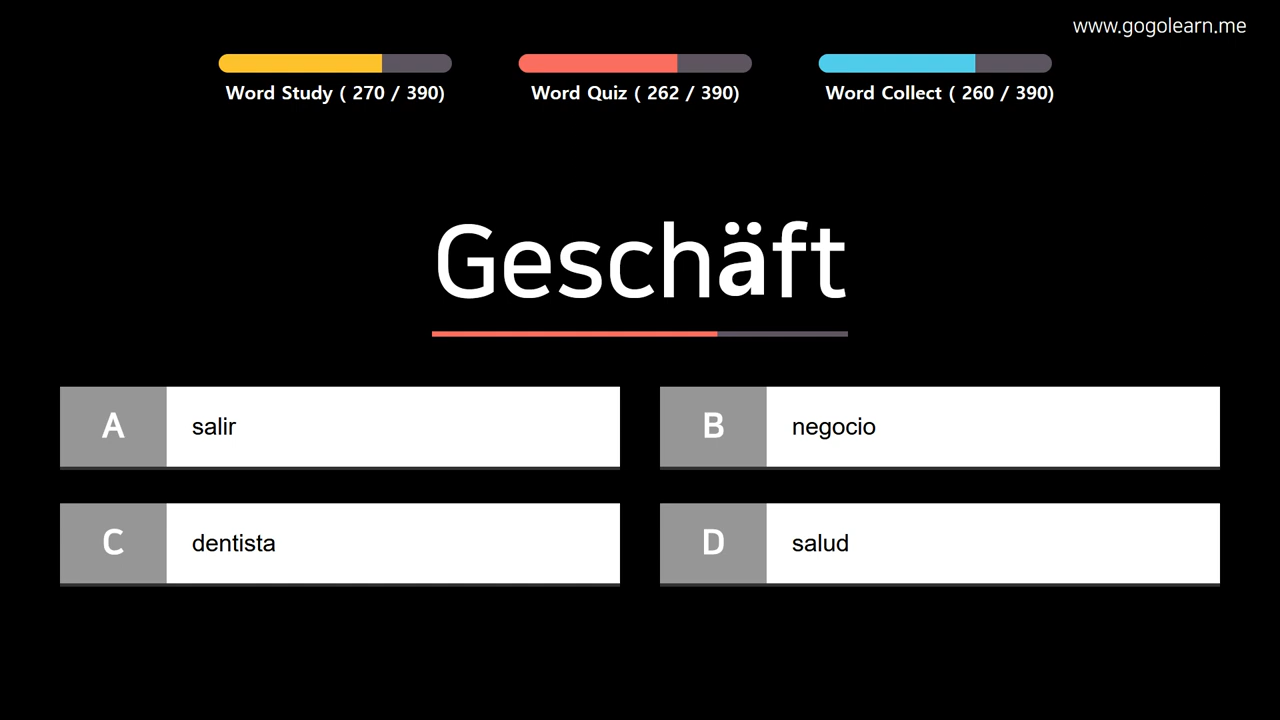 www.gogolearn.me
Word Study ( 270 / 390)
Word Quiz ( 262 / 390)
Word Collect ( 260 / 390)
Geschäft
A salir
B negocio
C dentista
D salud